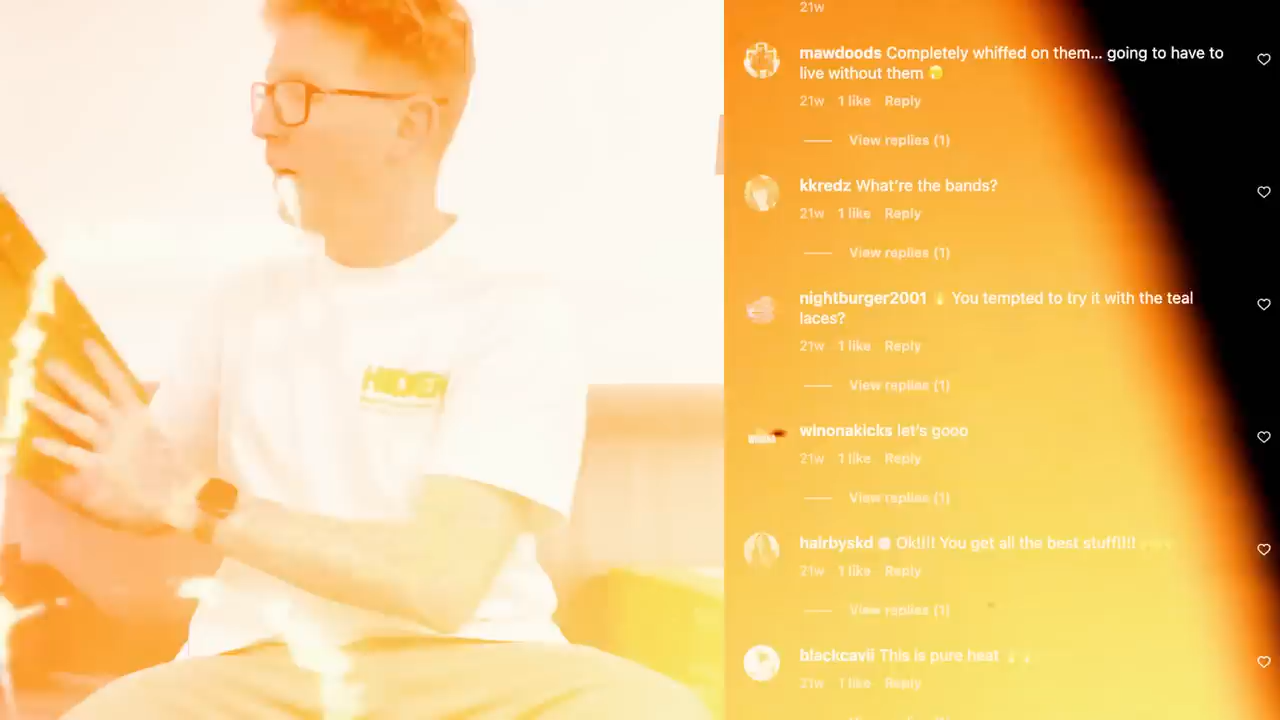 21w
mawdoods Completely whiffed on them... going to have to
live without them
21w 1 like Reply
View replies (1)
kkredz What're the bands?
21w 1 like Reply
View replies (1)
nightburger2001 You tempted to try it with the teal
laces?
21w 1 like Reply
View replies (1)
winonakicks let's gooo
21w 1 like Reply
View replies (1)
hairbyskd Ok!!!! You get all the best stuff!!!!
21w 1 like Reply
View replies (1)
blackcavii This is pure heat
21w 1 like Reply